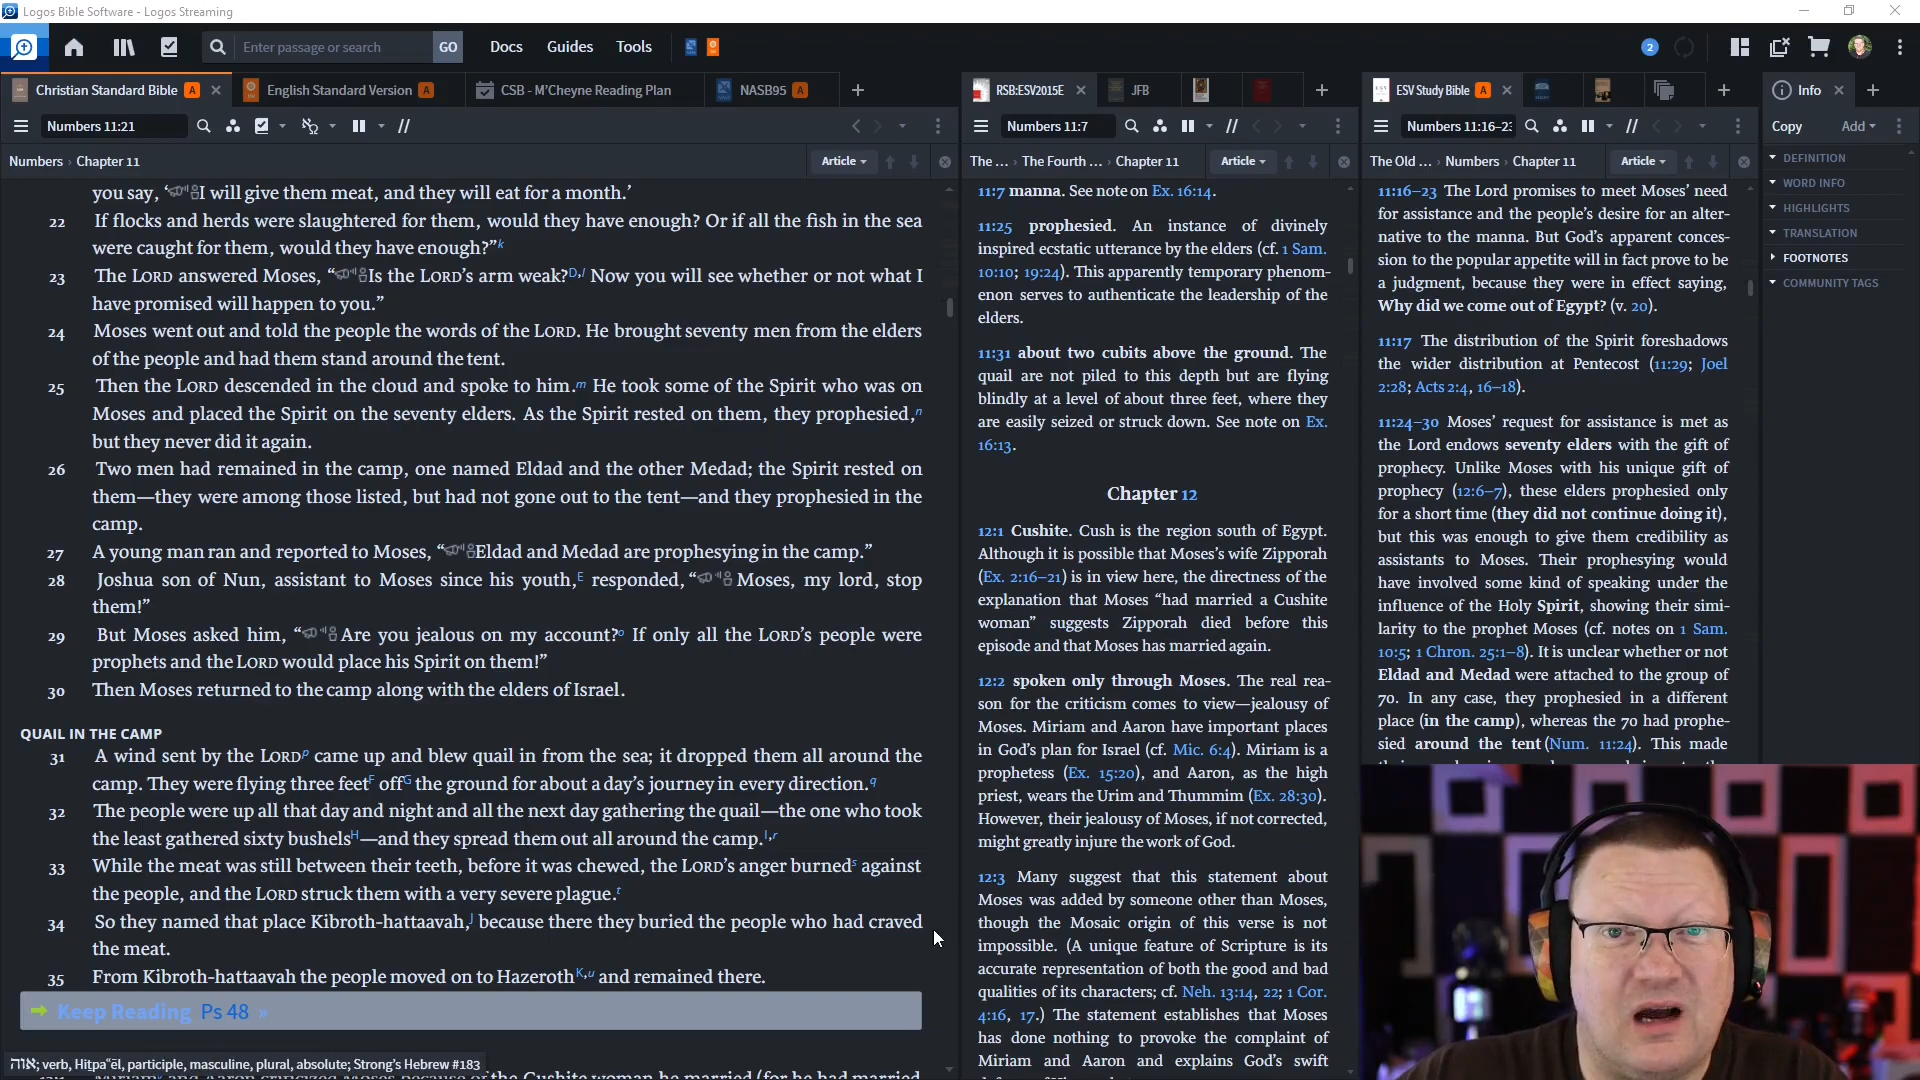 Logos Bible Software - Logos Streaming
Enter passage or search
GO
Docs
Guides
Tools
2
Christian Standard Bible A
English Standard Version A
CSB - M'Cheyne Reading Plan
NASB95 A
RSB:ESV2015E
JFB
ESV Study Bible A
Info
Numbers 11:21
Numbers 11:7
Numbers 11:16–23
Copy
Add
Numbers › Chapter 11
Article
The ... › The Fourth ... › Chapter 11
Article
The Old ... › Numbers › Chapter 11
Article
you say, ‘I will give them meat, and they will eat for a month.’
22 If flocks and herds were slaughtered for them, would they have enough? Or if all the fish in the sea
were caught for them, would they have enough?”k
23 The LORD answered Moses, “Is the LORD’s arm weak?D,l Now you will see whether or not what I
have promised will happen to you.”
24 Moses went out and told the people the words of the LORD. He brought seventy men from the elders
of the people and had them stand around the tent.
25 Then the LORD descended in the cloud and spoke to him.m He took some of the Spirit who was on
Moses and placed the Spirit on the seventy elders. As the Spirit rested on them, they prophesied,n
but they never did it again.
26 Two men had remained in the camp, one named Eldad and the other Medad; the Spirit rested on
them—they were among those listed, but had not gone out to the tent—and they prophesied in the
camp.
27 A young man ran and reported to Moses, “Eldad and Medad are prophesying in the camp.”
28 Joshua son of Nun, assistant to Moses since his youth,E responded, “Moses, my lord, stop
them!”
29 But Moses asked him, “Are you jealous on my account?o If only all the LORD’s people were
prophets and the LORD would place his Spirit on them!”
30 Then Moses returned to the camp along with the elders of Israel.
QUAIL IN THE CAMP
31 A wind sent by the LORDp came up and blew quail in from the sea; it dropped them all around the
camp. They were flying three feetF offG the ground for about a day’s journey in every direction.q
32 The people were up all that day and night and all the next day gathering the quail—the one who took
the least gathered sixty bushelsH—and they spread them out all around the camp.I,r
33 While the meat was still between their teeth, before it was chewed, the LORD’s anger burneds against
the people, and the LORD struck them with a very severe plague.t
34 So they named that place Kibroth-hattaavah,J because there they buried the people who had craved
the meat.
35 From Kibroth-hattaavah the people moved on to HazerothK,u and remained there.
Keep Reading Ps 48 »
אוה; verb, Hiṯpaʿʿēl, participle, masculine, plural, absolute; Strong’s Hebrew #183
the Cushite woman he married (for he had married
11:7 manna. See note on Ex. 16:14.
11:25 prophesied. An instance of divinely
inspired ecstatic utterance by the elders (cf. 1 Sam.
10:10; 19:24). This apparently temporary phenom-
enon serves to authenticate the leadership of the
elders.
11:31 about two cubits above the ground. The
quail are not piled to this depth but are flying
blindly at a level of about three feet, where they
are easily seized or struck down. See note on Ex.
16:13.
Chapter 12
12:1 Cushite. Cush is the region south of Egypt.
Although it is possible that Moses’s wife Zipporah
(Ex. 2:16–21) is in view here, the directness of the
explanation that Moses “had married a Cushite
woman” suggests Zipporah died before this
episode and that Moses has married again.
12:2 spoken only through Moses. The real rea-
son for the criticism comes to view—jealousy of
Moses. Miriam and Aaron have important places
in God’s plan for Israel (cf. Mic. 6:4). Miriam is a
prophetess (Ex. 15:20), and Aaron, as the high
priest, wears the Urim and Thummim (Ex. 28:30).
However, their jealousy of Moses, if not corrected,
might greatly injure the work of God.
12:3 Many suggest that this statement about
Moses was added by someone other than Moses,
though the Mosaic origin of this verse is not
impossible. (A unique feature of Scripture is its
accurate representation of both the good and bad
qualities of its characters; cf. Neh. 13:14, 22; 1 Cor.
4:16, 17.) The statement establishes that Moses
has done nothing to provoke the complaint of
Miriam and Aaron and explains God’s swift
11:16–23 The Lord promises to meet Moses’ need
for assistance and the people’s desire for an alter-
native to the manna. But God’s apparent conces-
sion to the popular appetite will in fact prove to be
a judgment, because they were in effect saying,
Why did we come out of Egypt? (v. 20).
11:17 The distribution of the Spirit foreshadows
the wider distribution at Pentecost (11:29; Joel
2:28; Acts 2:4, 16–18).
11:24–30 Moses’ request for assistance is met as
the Lord endows seventy elders with the gift of
prophecy. Unlike Moses with his unique gift of
prophecy (12:6–7), these elders prophesied only
for a short time (they did not continue doing it),
but this was enough to give them credibility as
assistants to Moses. Their prophesying would
have involved some kind of speaking under the
influence of the Holy Spirit, showing their simi-
larity to the prophet Moses (cf. notes on 1 Sam.
10:5; 1 Chron. 25:1–8). It is unclear whether or not
Eldad and Medad were attached to the group of
70. In any case, they prophesied in a different
place (in the camp), whereas the 70 had prophe-
sied around the tent (Num. 11:24). This made
DEFINITION
WORD INFO
HIGHLIGHTS
TRANSLATION
FOOTNOTES
COMMUNITY TAGS